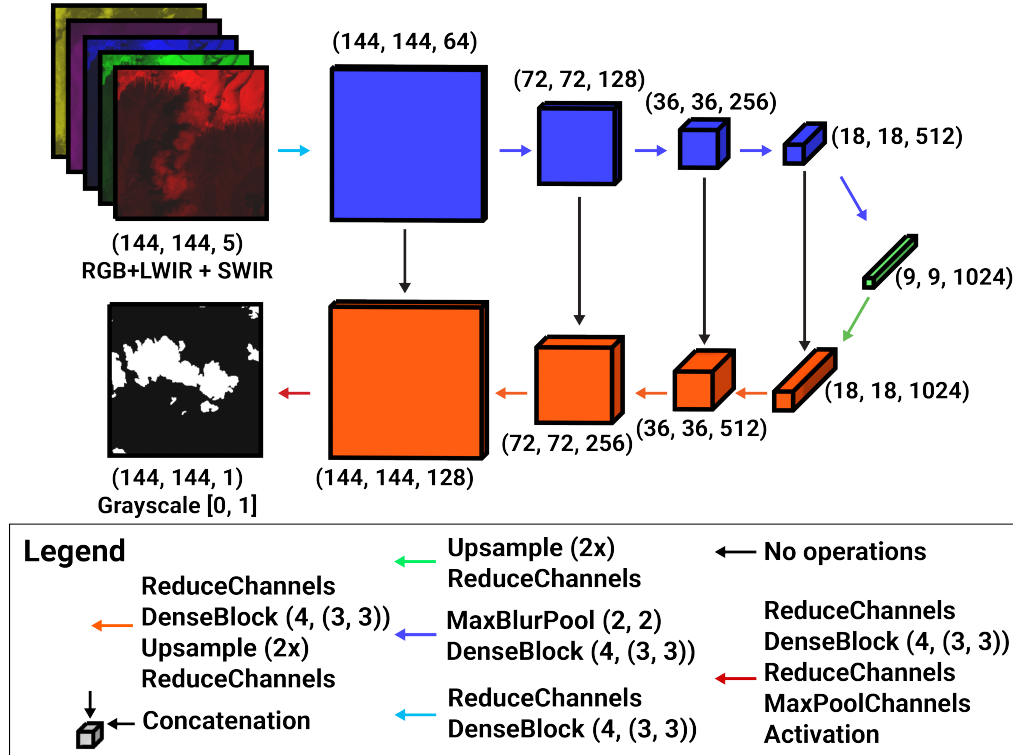 (144, 144, 64)
(72, 72, 128)
(36, 36, 256)
(18, 18, 512)
(144, 144, 5)
RGB+LWIR + SWIR
(9, 9, 1024)
(18, 18, 1024)
(36, 36, 512)
(72, 72, 256)
(144, 144, 128)
(144, 144, 1)
Grayscale [0, 1]
Legend
ReduceChannels
DenseBlock (4, (3, 3))
Upsample (2x)
ReduceChannels
Concatenation
Upsample (2x)
ReduceChannels
MaxBlurPool (2, 2)
DenseBlock (4, (3, 3))
ReduceChannels
DenseBlock (4, (3, 3))
No operations
ReduceChannels
DenseBlock (4, (3, 3))
ReduceChannels
MaxPoolChannels
Activation